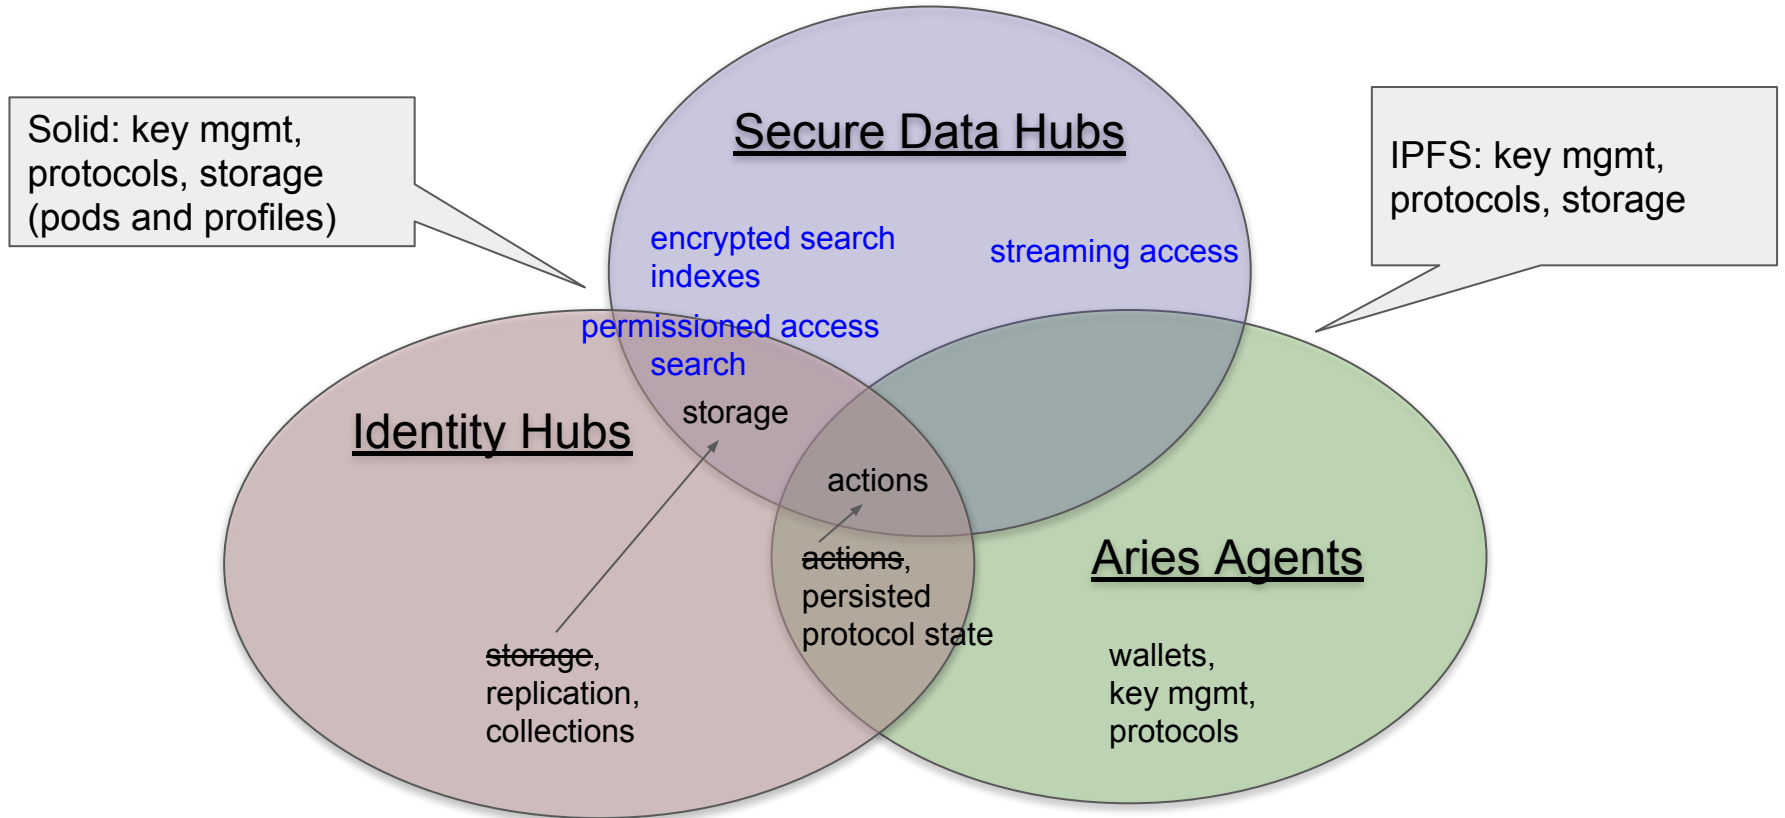 Secure Data Hubs
Solid: key mgmt,
protocols, storage
(pods and profiles)
IPFS: key mgmt,
protocols, storage
encrypted search
indexes
streaming access
permissioned access
search
storage
Identity Hubs
actions
actions,
persisted
protocol state
Aries Agents
storage,
replication,
collections
wallets,
key mgmt,
protocols